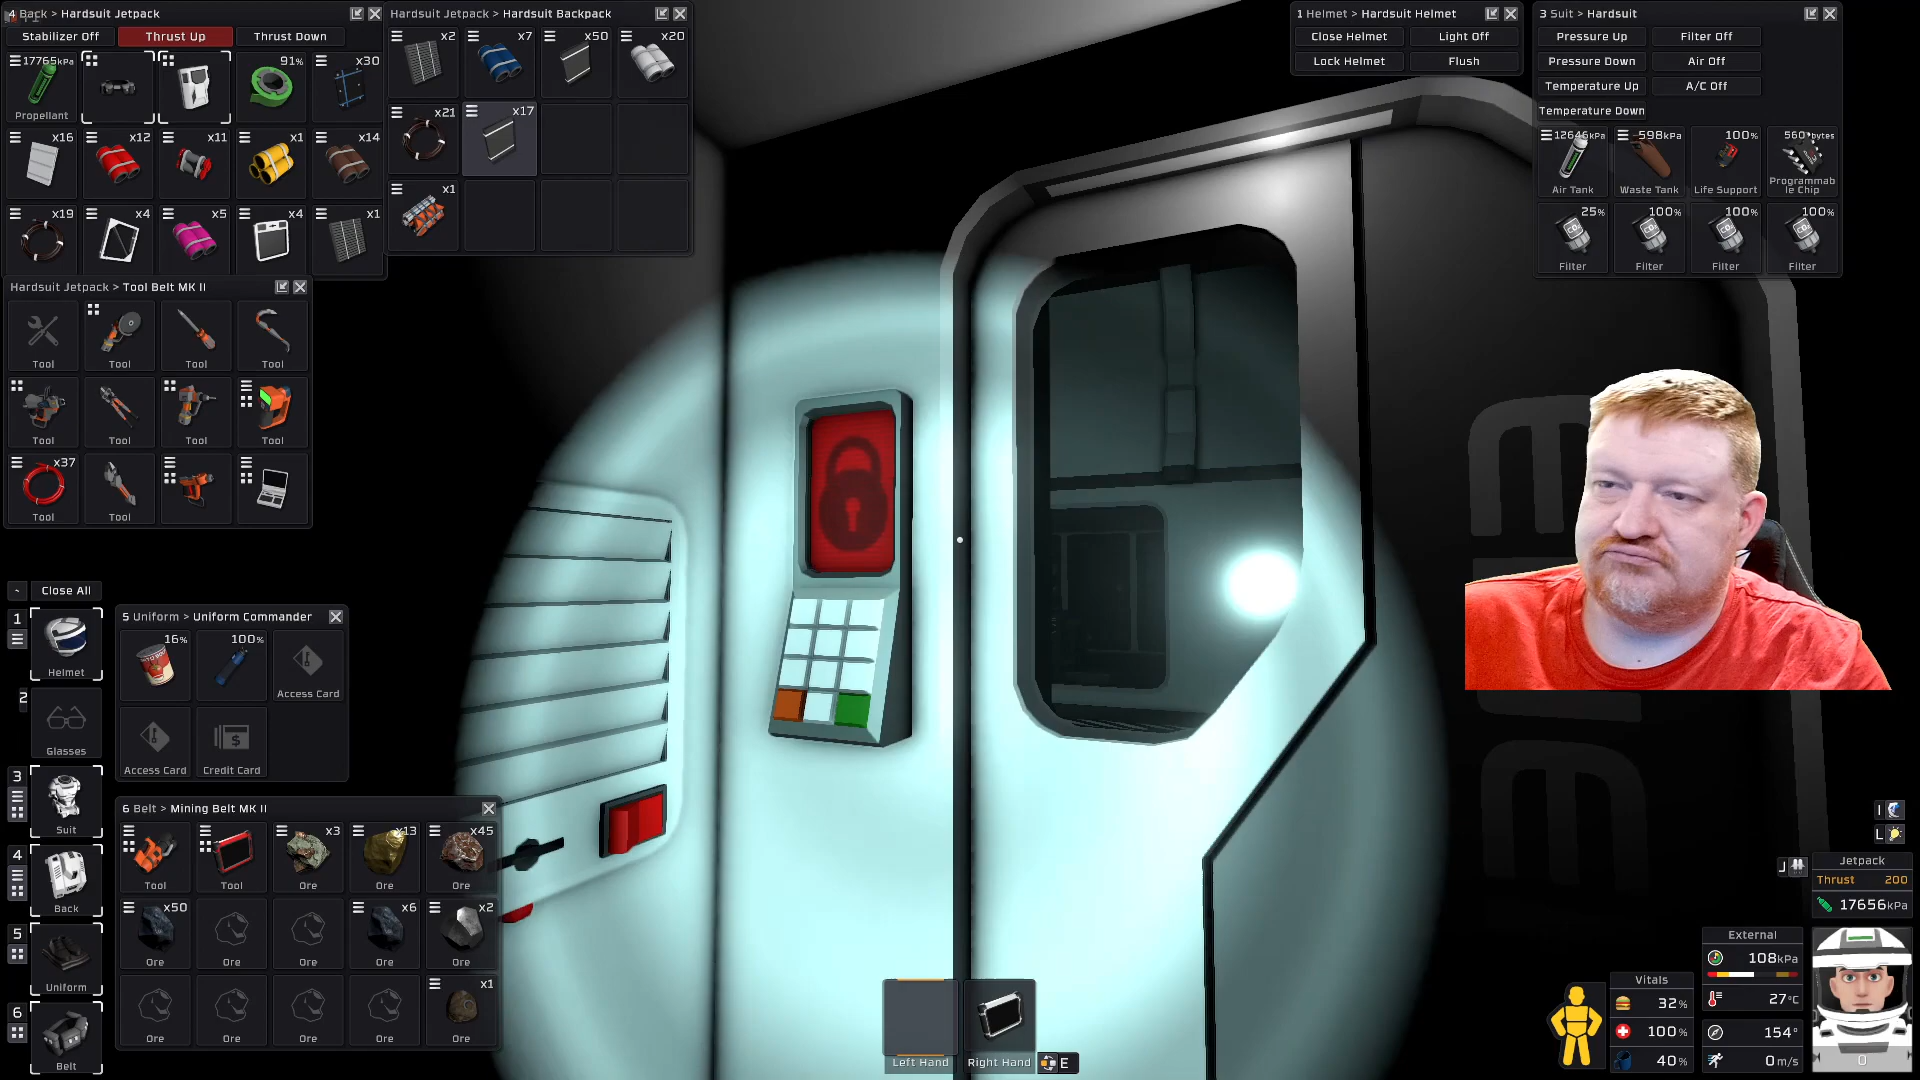 4 Back > Hardsuit Jetpack
Stabilizer Off
Thrust Up
Thrust Down
17765kPa
Propellant
91%
x30
x16
x12
x11
x1
x14
x19
x4
x5
x4
x1
Hardsuit Jetpack > Hardsuit Backpack
x2
x7
x50
x20
x21
x17
x1
Hardsuit Jetpack > Tool Belt MK II
Tool
Tool
Tool
Tool
Tool
Tool
Tool
Tool
x37
Tool
Tool
1 Helmet > Hardsuit Helmet
Close Helmet
Light Off
Lock Helmet
Flush
3 Suit > Hardsuit
Pressure Up
Filter Off
Pressure Down
Air Off
Temperature Up
A/C Off
Temperature Down
12646kPa
Air Tank
598kPa
Waste Tank
100%
Life Support
560 bytes
Programmab
le Chip
25%
Filter
100%
Filter
100%
Filter
100%
Filter
~
Close All
1
Helmet
2
Glasses
3
Suit
4
Back
5
Uniform
6
Belt
5 Uniform > Uniform Commander
16%
100%
Access Card
Access Card
Credit Card
6 Belt > Mining Belt MK II
Tool
Tool
x3
Ore
x13
Ore
x45
Ore
x50
Ore
Ore
Ore
x6
Ore
x2
Ore
Ore
Ore
Ore
Ore
x1
Ore
Left Hand
Right Hand
E
I
L
J
Jetpack
Thrust 200
17656kPa
External
108kPa
27°C
154°
0m/s
Vitals
32%
100%
40%
0